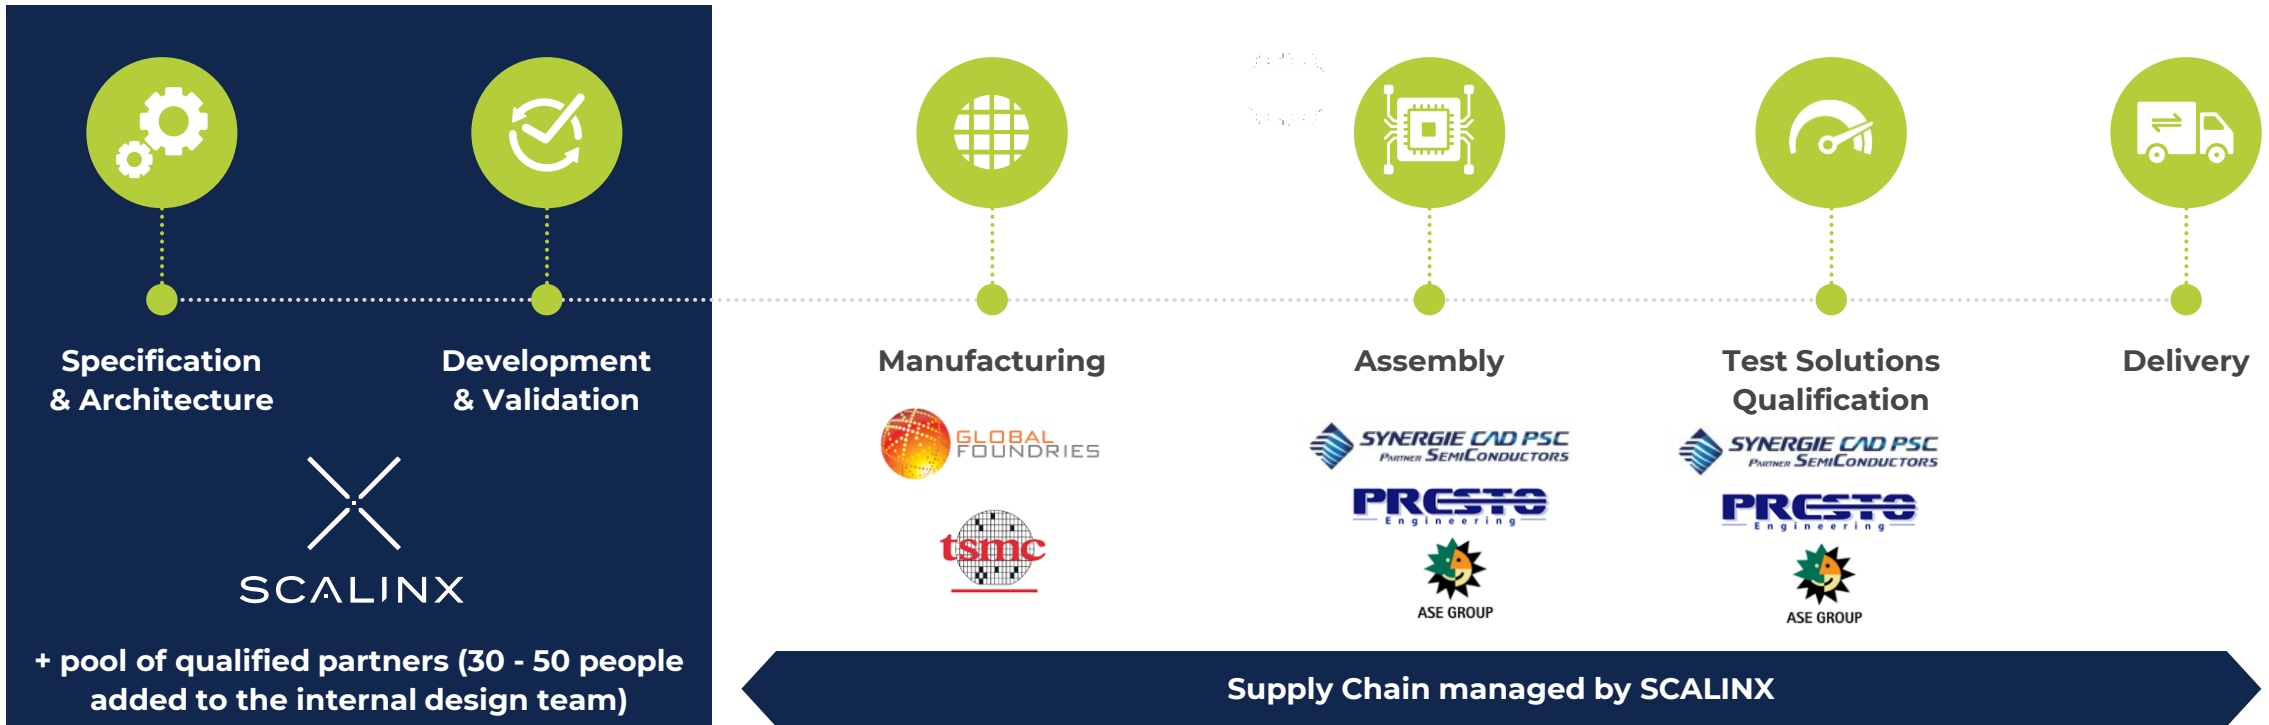 Specification
& Architecture
Development
& Validation
SCALINX
+ pool of qualified partners (30 - 50 people
added to the internal design team)
Manufacturing
GLOBAL
FOUNDRIES
tsmc
Assembly
SYNERGIE CAD PSC
PARTNER SEMICONDUCTORS
PRESTO
Engineering
ASE GROUP
Test Solutions
Qualification
SYNERGIE CAD PSC
PARTNER SEMICONDUCTORS
PRESTO
Engineering
ASE GROUP
Delivery
Supply Chain managed by SCALINX